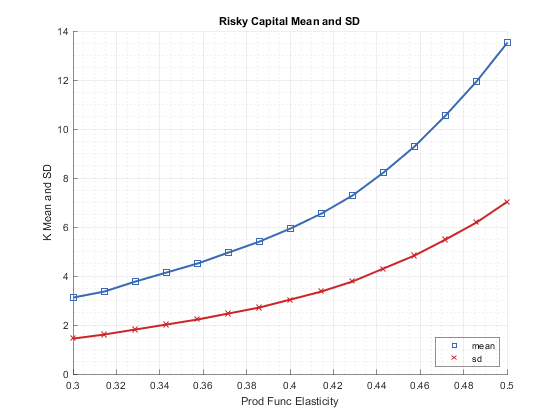 Risky Capital Mean and SD
14
12
10
8
6
4
2
0
K Mean and SD
0.3 0.32 0.34 0.36 0.38 0.4 0.42 0.44 0.46 0.48 0.5
Prod Func Elasticity
mean
sd